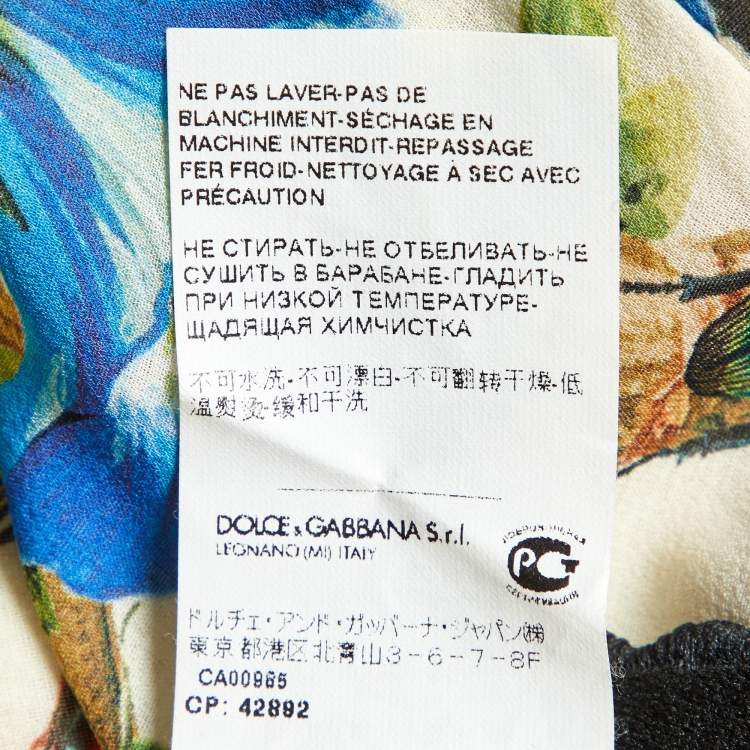 NE PAS LAVER-PAS DE
BLANCHIMENT-SÉCHAGE EN
MACHINE INTERDIT-REPASSAGE
FER FROID-NETTOYAGE À SEC AVEC
PRÉCAUTION
НЕ СТИРАТЬ-НЕ ОТБЕЛИВАТЬ-НЕ
СУШИТЬ В БАРАБАНЕ-ГЛАДИТЬ
ПРИ НИЗКОЙ ТЕМПЕРАТУРЕ-
ЩАДЯЩАЯ ХИМЧИСТКА
不可水洗-不可漂白-不可翻转干燥-低
温熨烫-缓和干洗
DOLCE & GABBANA S.r.l.
LEGNANO (MI) ITALY
РС
ドルチェ・アンド・ガッバーナ・ジャパン(株)
東京都港区北青山3-6-7-8F
CA00965
CP: 42892